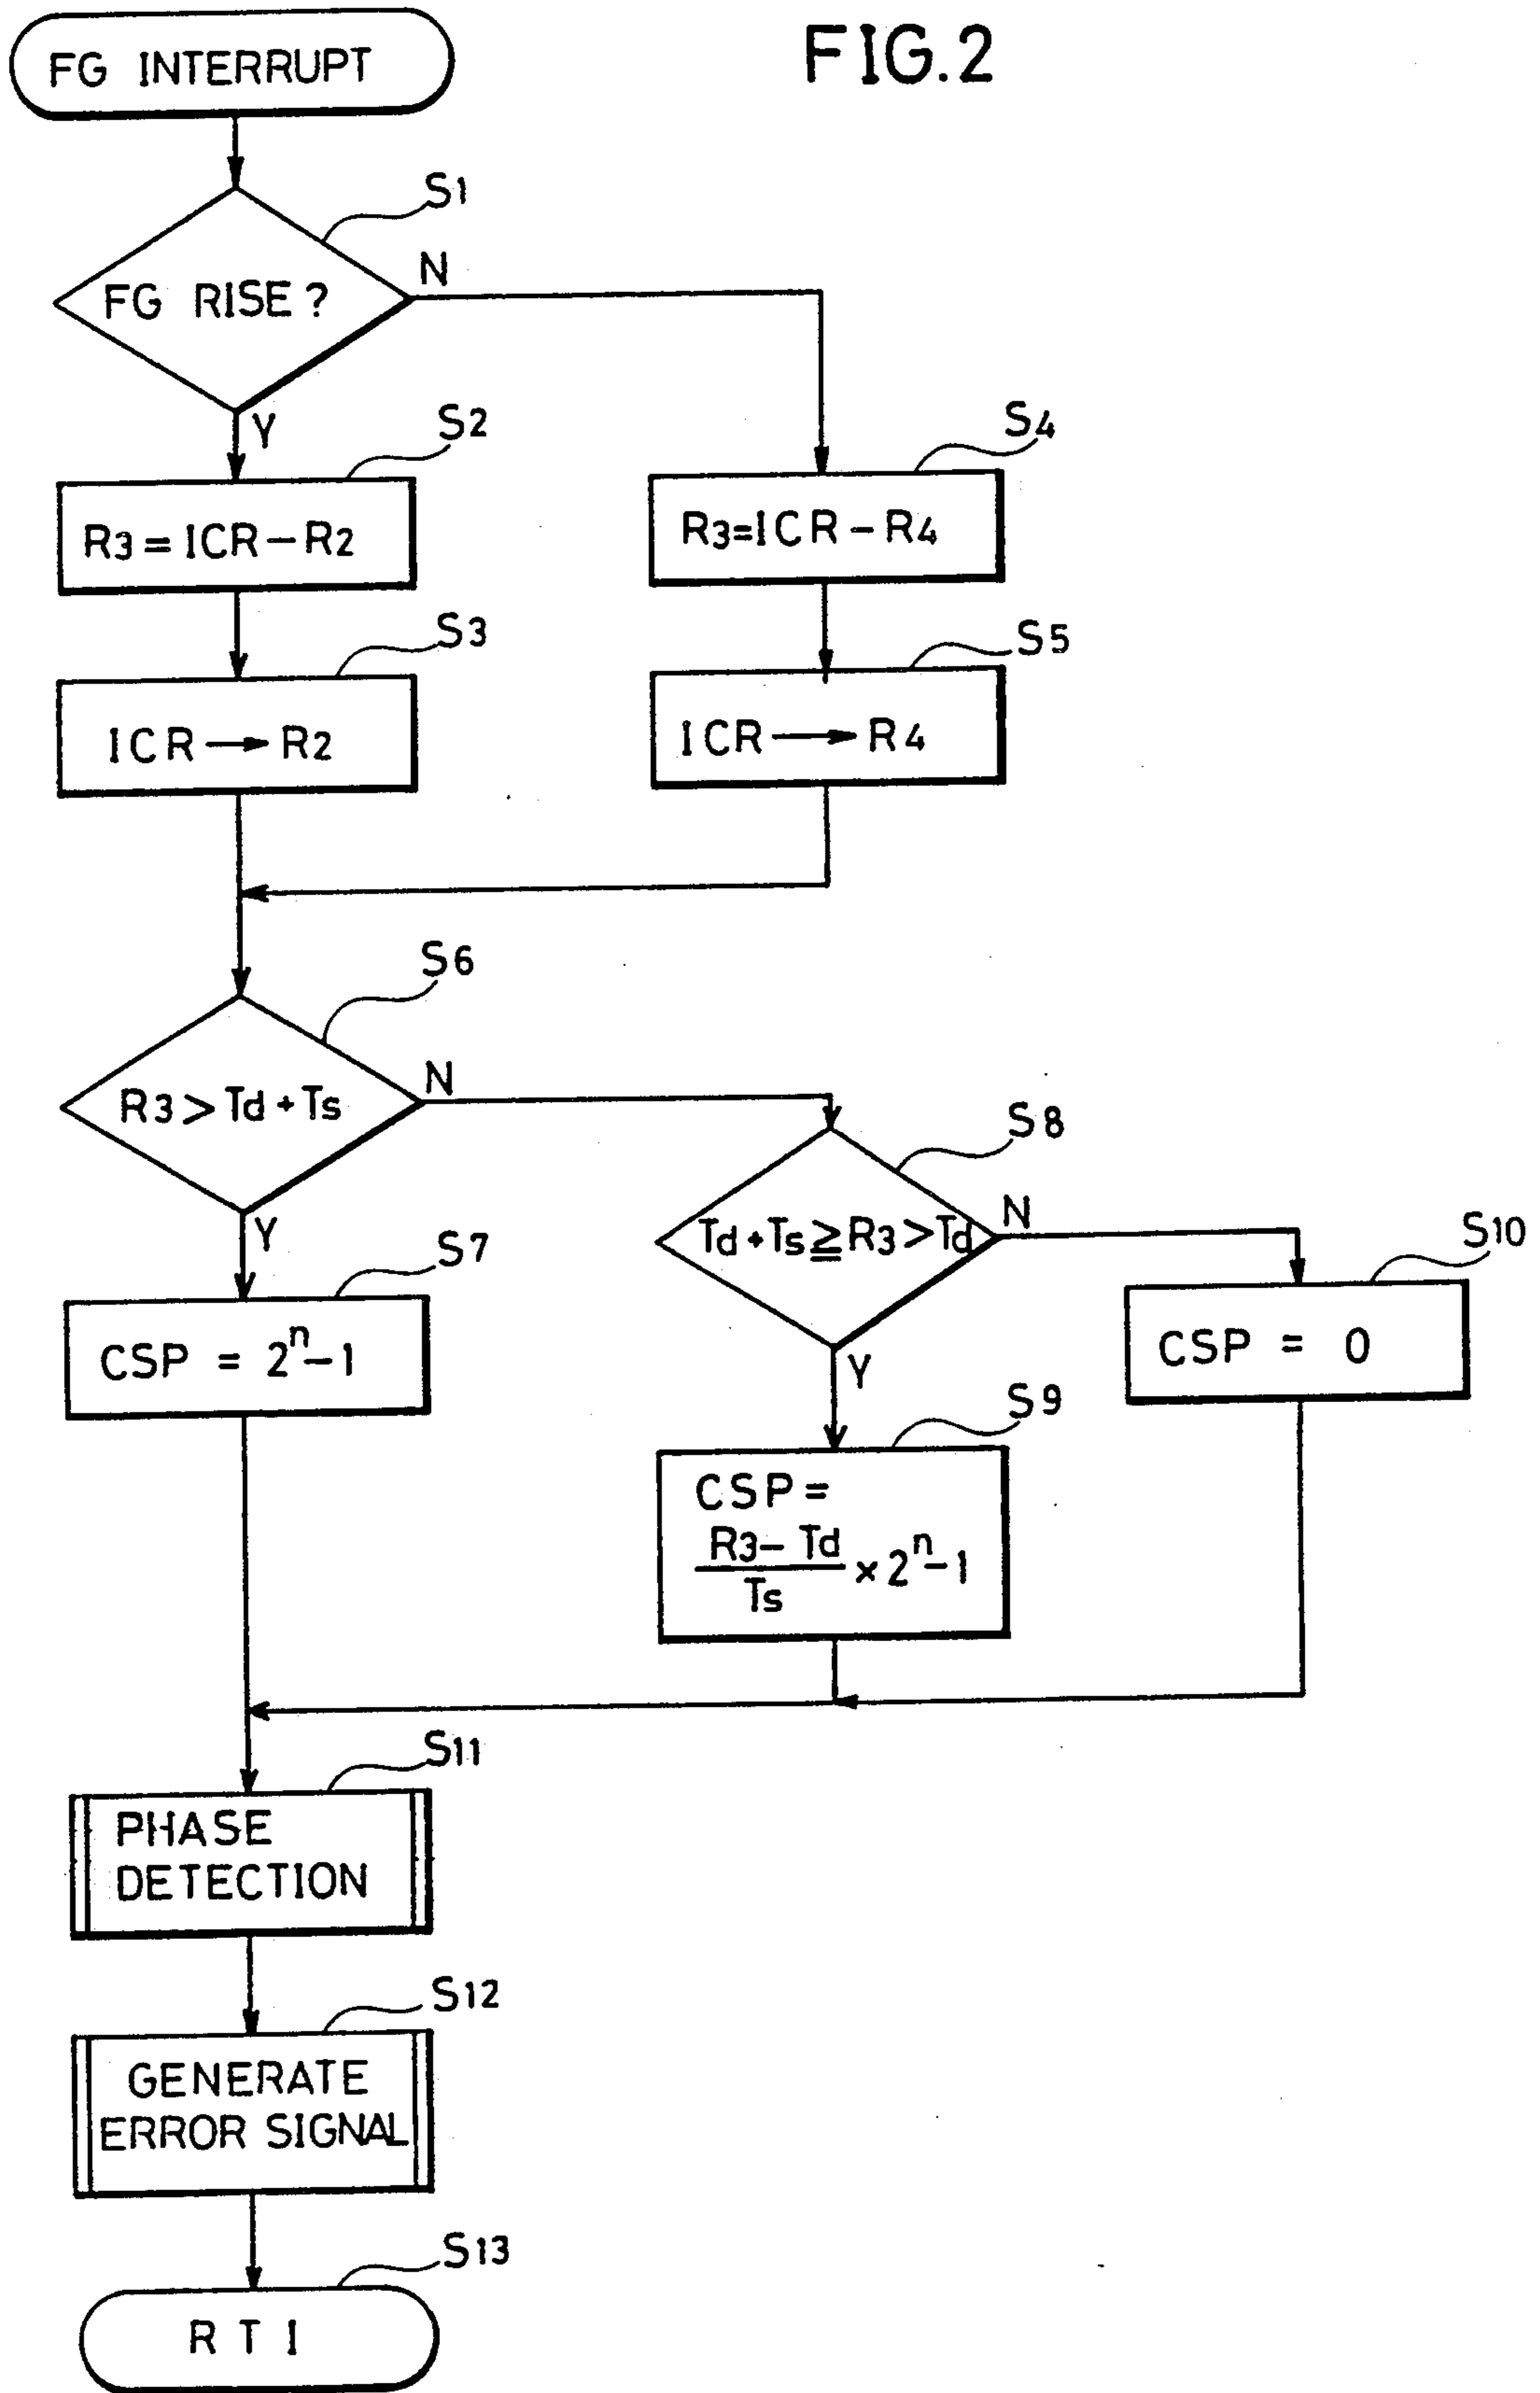 FIG.2
FG INTERRUPT
S1
FG RISE?
N
Y
S2
R3=ICR-R2
S4
R3=ICR-R4
S3
ICR→R2
S5
ICR→R4
S6
R3>Td+Ts
N
Y
S8
Td+Ts≧R3>Td
N
Y
S7
CSP = 2ⁿ-1
S10
CSP = 0
S9
CSP=
R3-Td
Ts
×2ⁿ-1
S11
PHASE
DETECTION
S12
GENERATE
ERROR SIGNAL
S13
RTI